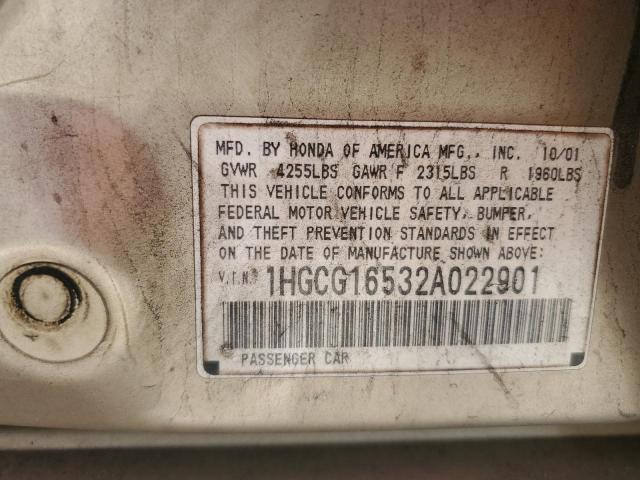 MFD. BY HONDA OF AMERICA MFG., INC. 10/01
GVWR 4255LBS GAWR F 2315LBS R 1960LBS
THIS VEHICLE CONFORMS TO ALL APPLICABLE
FEDERAL MOTOR VEHICLE SAFETY, BUMPER,
AND THEFT PREVENTION STANDARDS IN EFFECT
ON THE DATE OF MANUFACTURE SHOWN ABOVE:
V.I.N. 1HGCG16532A022901
PASSENGER CAR